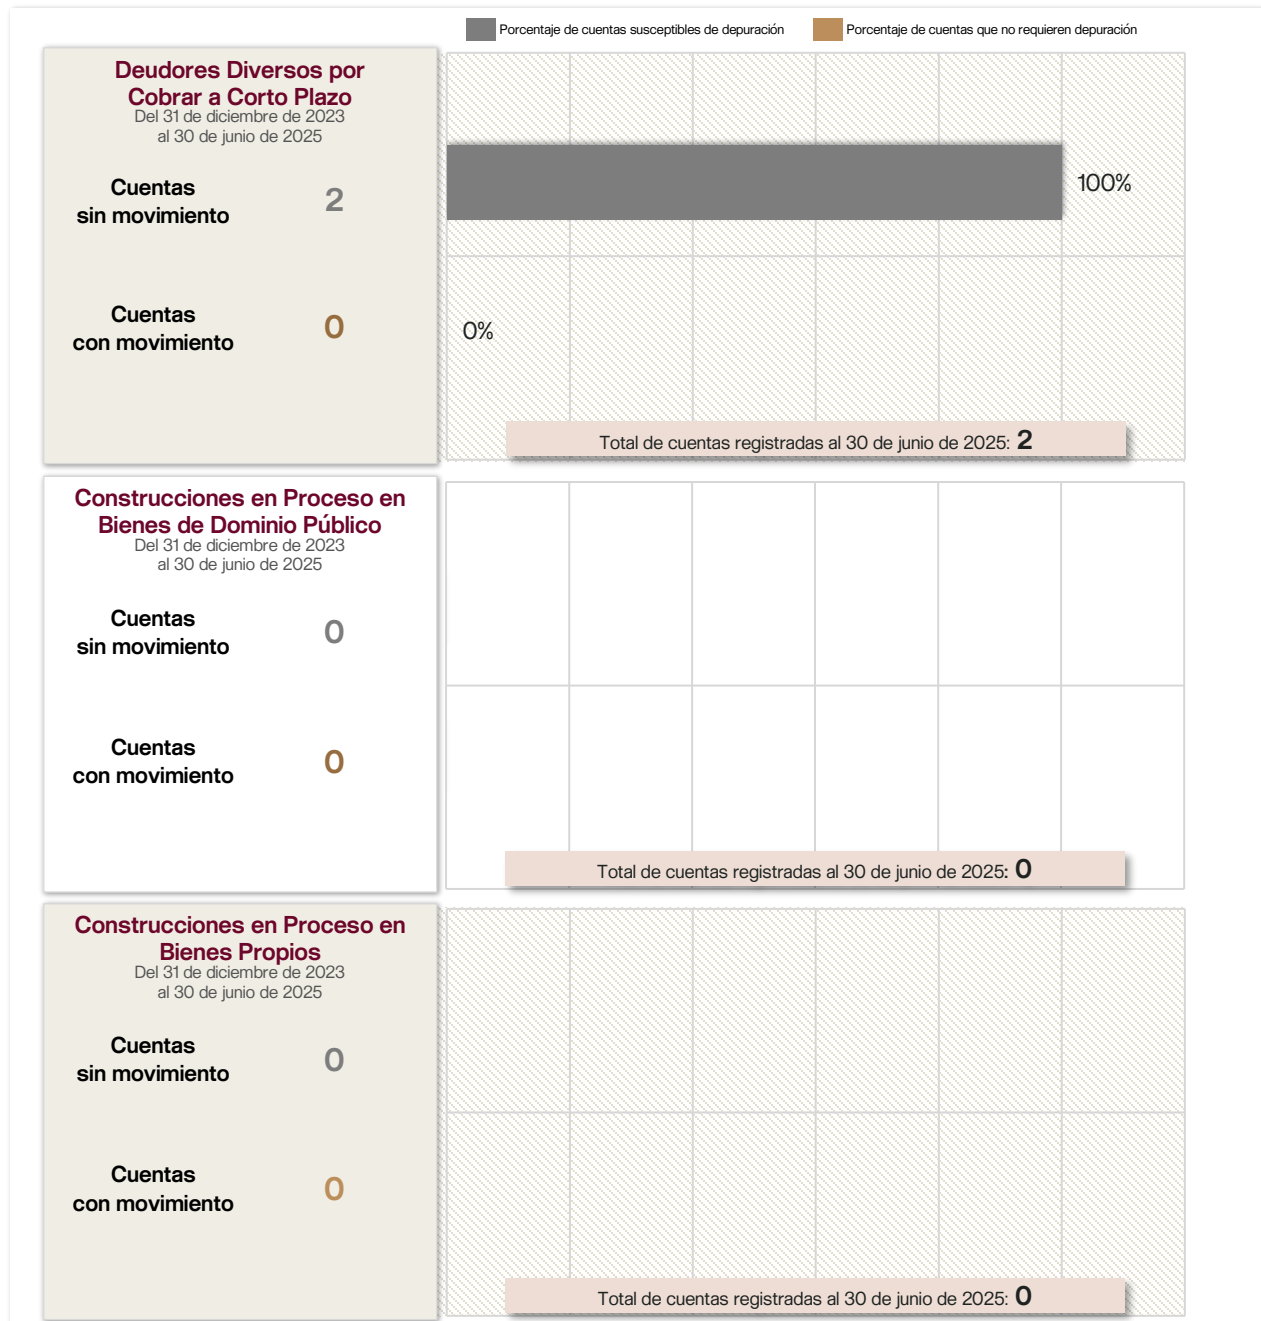 Porcentaje de cuentas susceptibles de depuración
Porcentaje de cuentas que no requieren depuración
Deudores Diversos por
Cobrar a Corto Plazo
Del 31 de diciembre de 2023
al 30 de junio de 2025
Cuentas
sin movimiento
2
100%
Cuentas
con movimiento
0
0%
Total de cuentas registradas al 30 de junio de 2025: 2
Construcciones en Proceso en
Bienes de Dominio Público
Del 31 de diciembre de 2023
al 30 de junio de 2025
Cuentas
sin movimiento
0
Cuentas
con movimiento
0
Total de cuentas registradas al 30 de junio de 2025: 0
Construcciones en Proceso en
Bienes Propios
Del 31 de diciembre de 2023
al 30 de junio de 2025
Cuentas
sin movimiento
0
Cuentas
con movimiento
0
Total de cuentas registradas al 30 de junio de 2025: 0